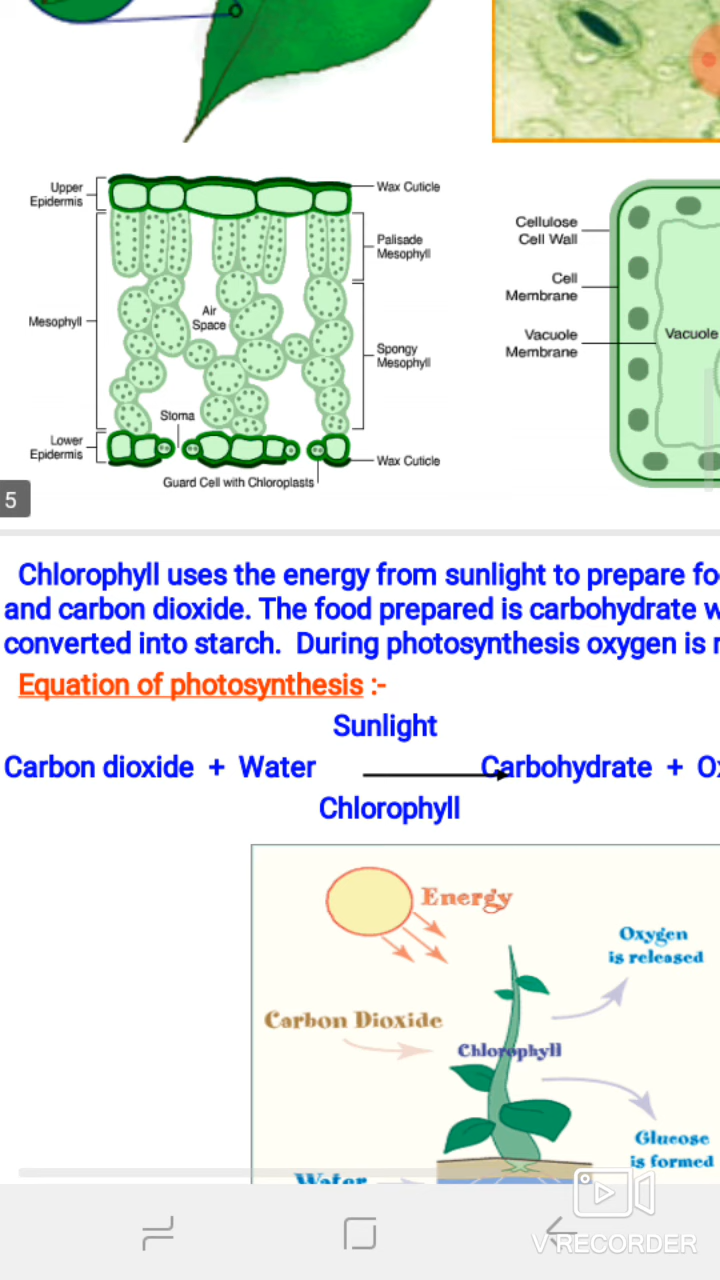 Upper
Epidermis
Wax Cuticle
Palisade
Mesophyll
Mesophyll
Air
Space
Spongy
Mesophyll
Stoma
Lower
Epidermis
Wax Cuticle
Guard Cell with Chloroplasts
Cellulose
Cell Wall
Cell
Membrane
Vacuole
Membrane
Vacuole
5
Chlorophyll uses the energy from sunlight to prepare fo
and carbon dioxide. The food prepared is carbohydrate w
converted into starch. During photosynthesis oxygen is r
Equation of photosynthesis :-
Sunlight
Carbon dioxide + Water Carbohydrate + Ox
Chlorophyll
Energy
Oxygen
is released
Carbon Dioxide
Chlorophyll
Glucose
is formed
Water
V RECORDER